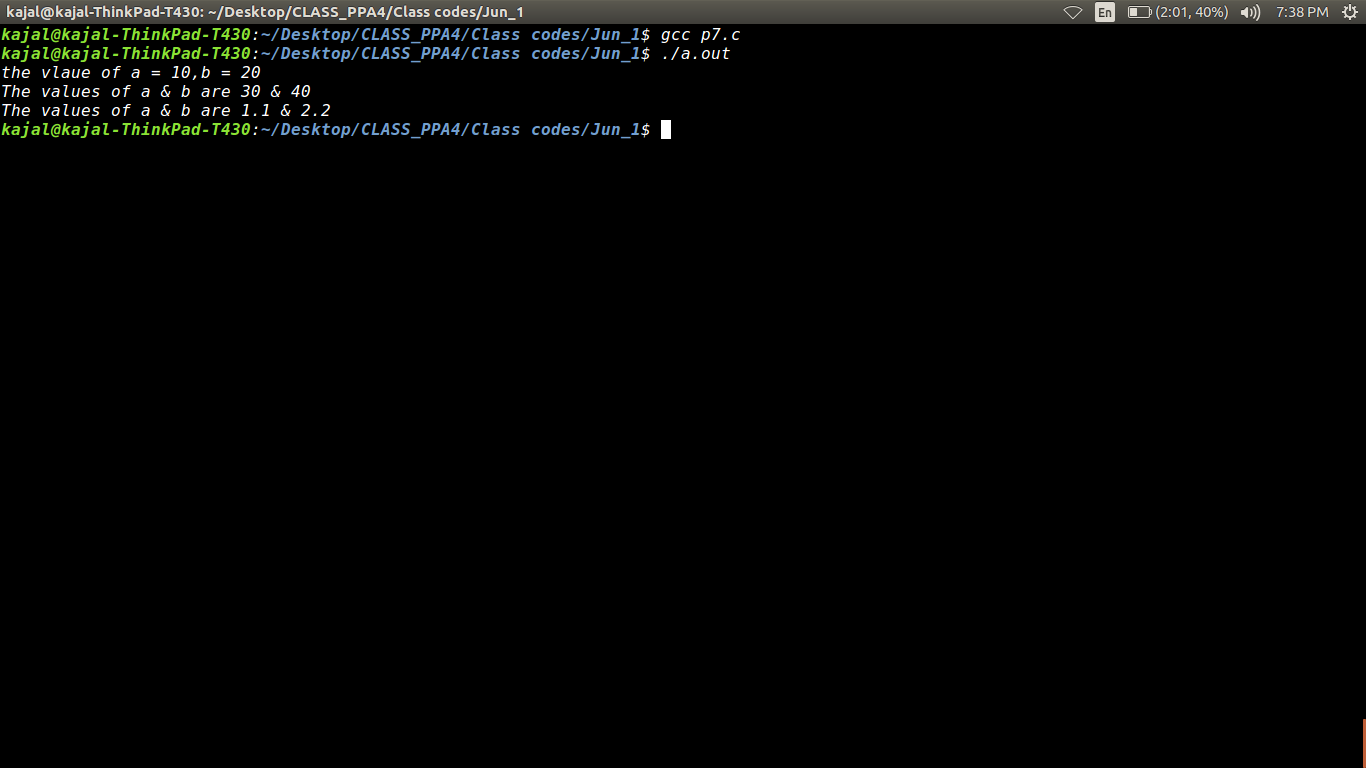 kajal@kajal-ThinkPad-T430: ~/Desktop/CLASS_PPA4/Class codes/Jun_1 En (2:01, 40%) 7:38 PM
kajal@kajal-ThinkPad-T430:~/Desktop/CLASS_PPA4/Class codes/Jun_1$ gcc p7.c
kajal@kajal-ThinkPad-T430:~/Desktop/CLASS_PPA4/Class codes/Jun_1$ ./a.out
the vlaue of a = 10,b = 20
The values of a & b are 30 & 40
The values of a & b are 1.1 & 2.2
kajal@kajal-ThinkPad-T430:~/Desktop/CLASS_PPA4/Class codes/Jun_1$